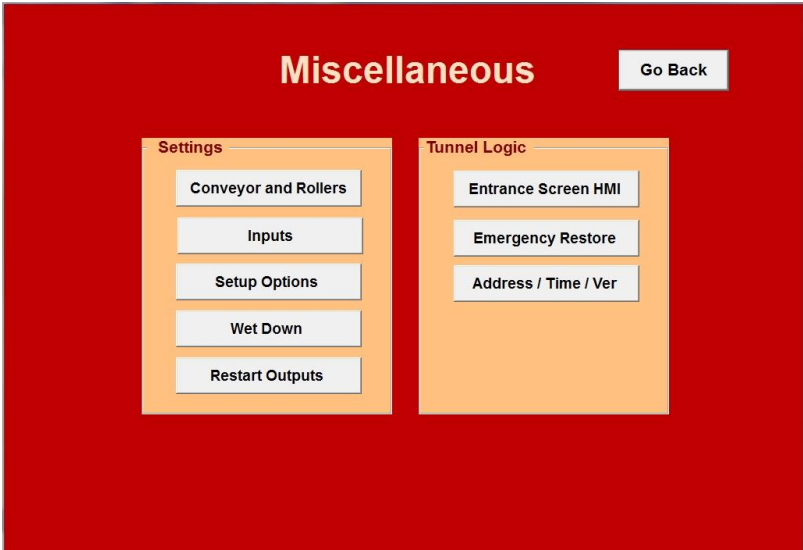 Miscellaneous
Go Back
Settings
Conveyor and Rollers
Inputs
Setup Options
Wet Down
Restart Outputs
Tunnel Logic
Entrance Screen HMI
Emergency Restore
Address / Time / Ver